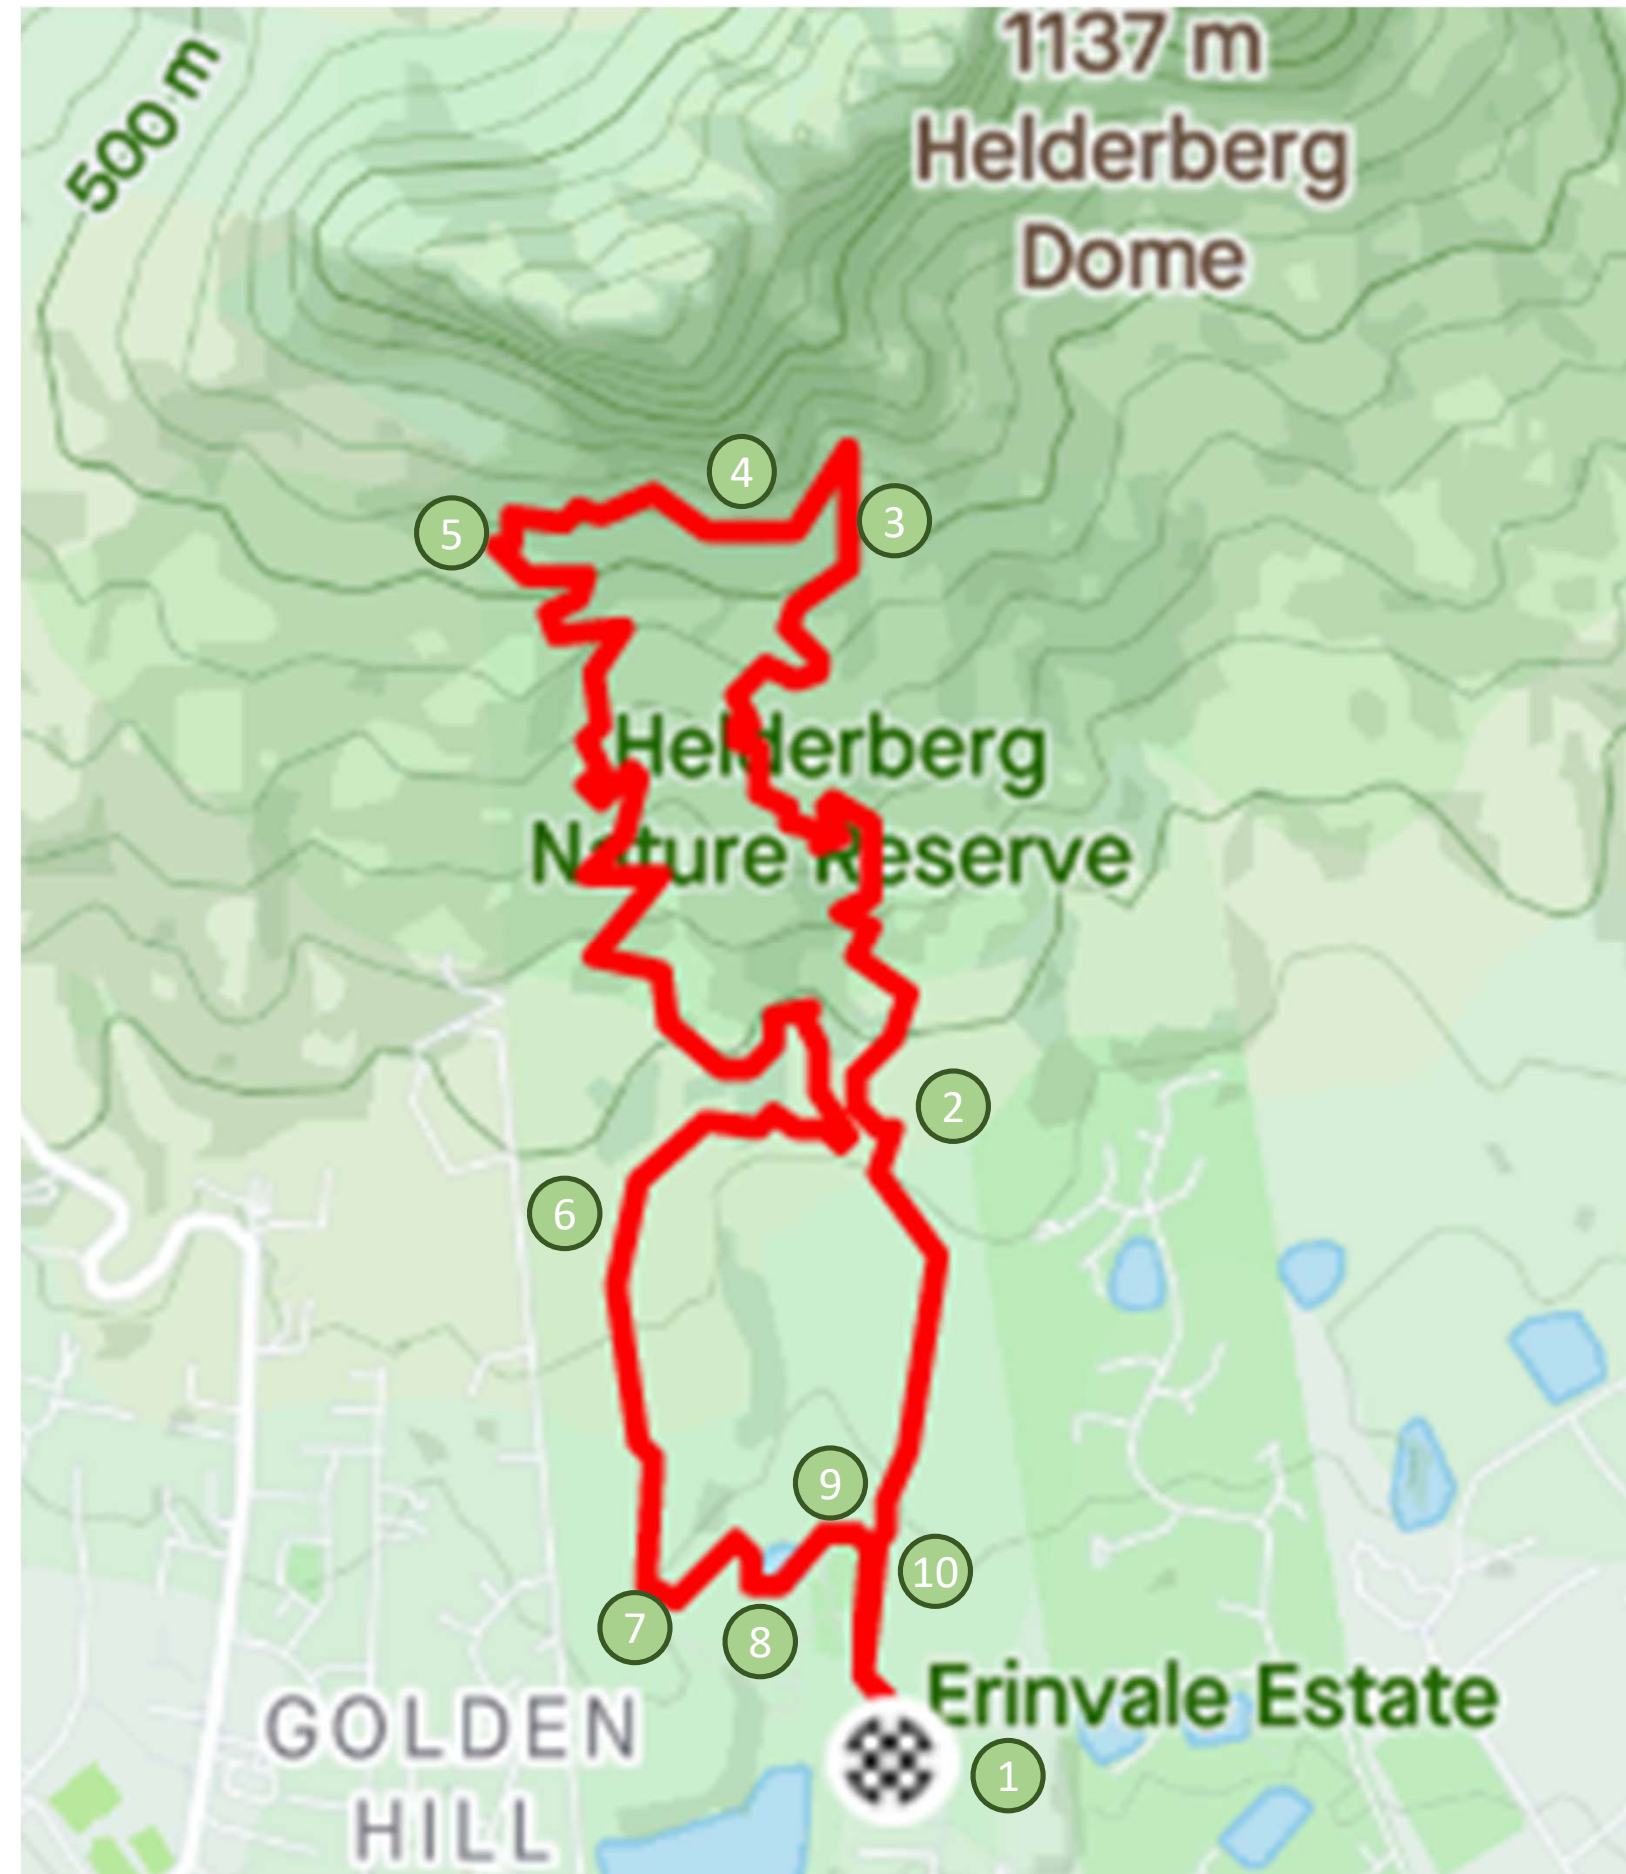 1137 m
Helderberg
Dome
500 m
4
3
5
Helderberg
Nature Reserve
2
6
9
10
7
8
Erinvale Estate
1
GOLDEN
HILL